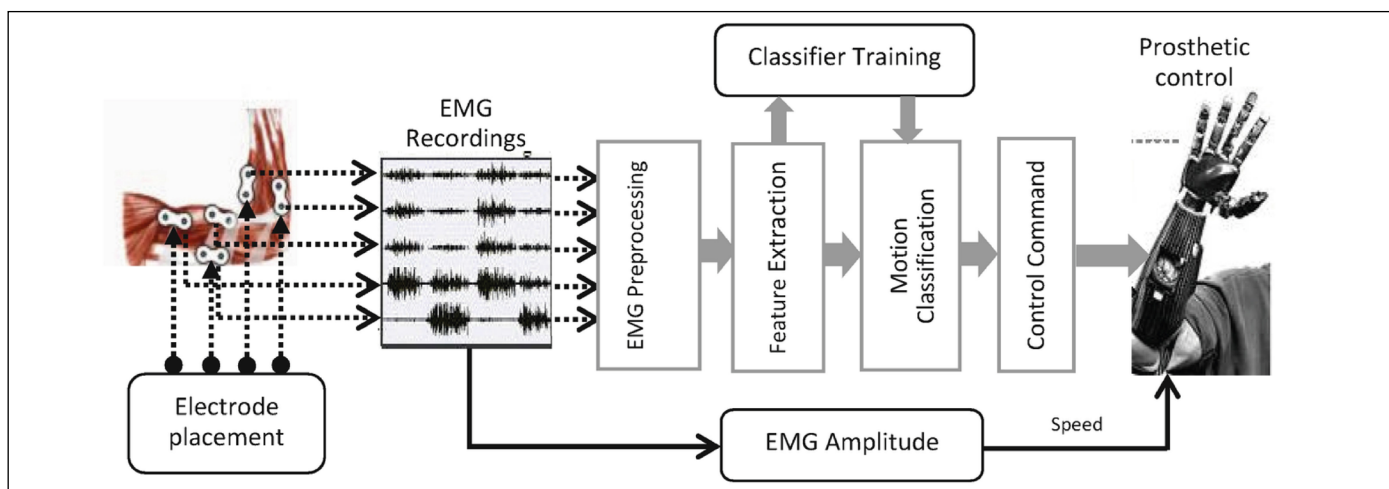 Classifier Training
Prosthetic
control
EMG
Recordings
EMG Preprocessing
Feature Extraction
Motion
Classification
Control Command
Electrode
placement
EMG Amplitude
Speed